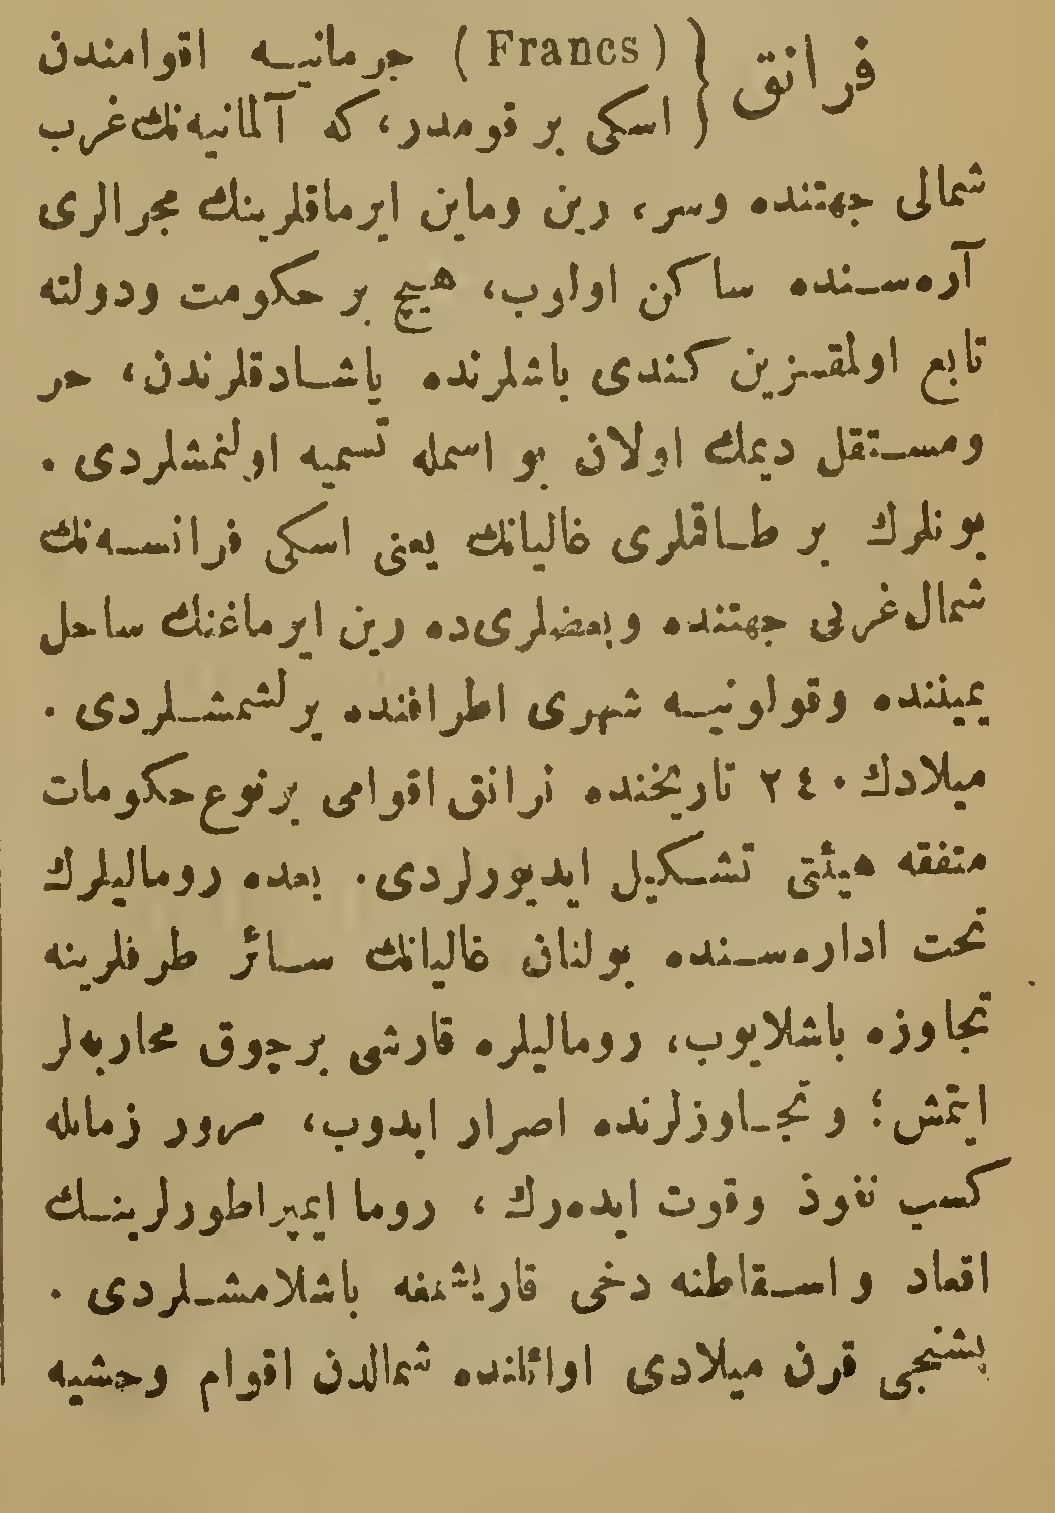 فرانق { (Francs) جرمانیه اقوامندن
اسکی بر قومدر، که آلمانیه‌نك غرب
شمالی جهتنده وسر، رین وماین ایرماقلرینك مجرالری
آره‌سنده ساکن اولوب، هیچ بر حکومت ودولته
تابع اولمقسزین کندی باشلرنده یاشادقلرندن، حر
ومستقل دیمك اولان بو اسمله تسمیه اولنمشلردی.
بونلرك بر طاقملری غالیانك یعنی اسکی فرانسه‌نك
شمال غربی جهتنده وبعضلری‌ده رین ایرماغنك ساحل
یمیننده وقولونیه شهری اطرافنده یرلشمشلردی.
میلادك ٢٤٠ تاریخنده فرانق اقوامی برنوع حکومات
متفقه هیئتی تشکیل ایدیورلردی. بعده رومالیلرك
تحت اداره‌سنده بولنان غالیانك سائر طرفلرینه
تجاوزه باشلایوب، رومالیلره قارشی برچوق محاربه‌لر
ایتمش؛ وتجاوزلرنده اصرار ایدوب، مرور زمانله
کسب نفوذ وقوت ایده‌رك، روما ایمپراطورلرینك
اقعاد واسقاطنه دخی قاریشمغه باشلامشلردی.
بشنجی قرن میلادی اوائلنده شمالدن اقوام وحشیه